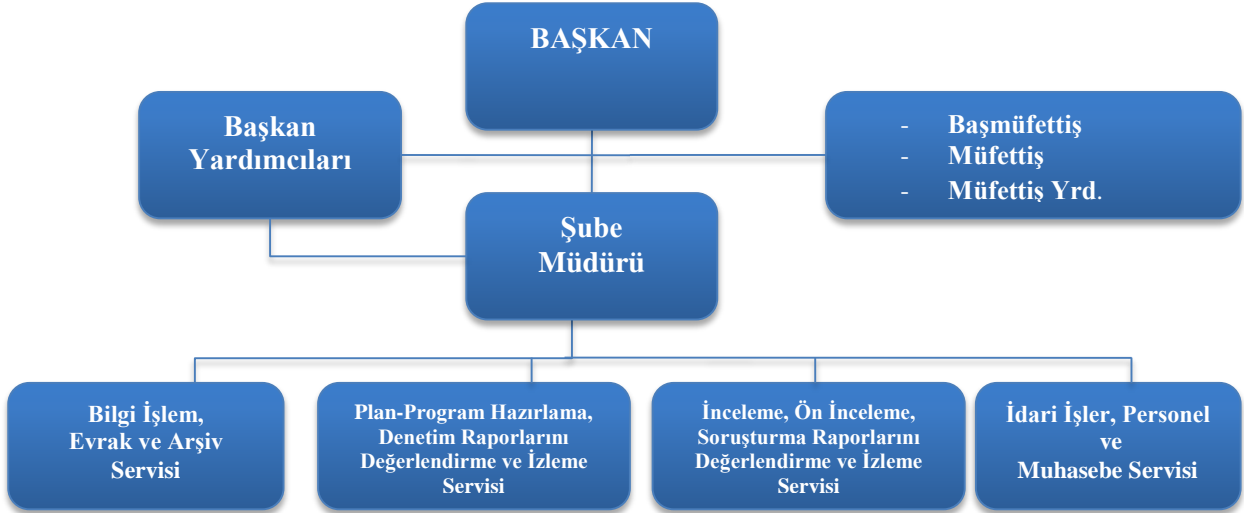 BAŞKAN
Başkan
Yardımcıları
- Başmüfettiş
- Müfettiş
- Müfettiş Yrd.
Şube
Müdürü
Bilgi İşlem,
Evrak ve Arşiv
Servisi
Plan-Program Hazırlama,
Denetim Raporlarını
Değerlendirme ve İzleme
Servisi
İnceleme, Ön İnceleme,
Soruşturma Raporlarını
Değerlendirme ve İzleme
Servisi
İdari İşler, Personel
ve
Muhasebe Servisi